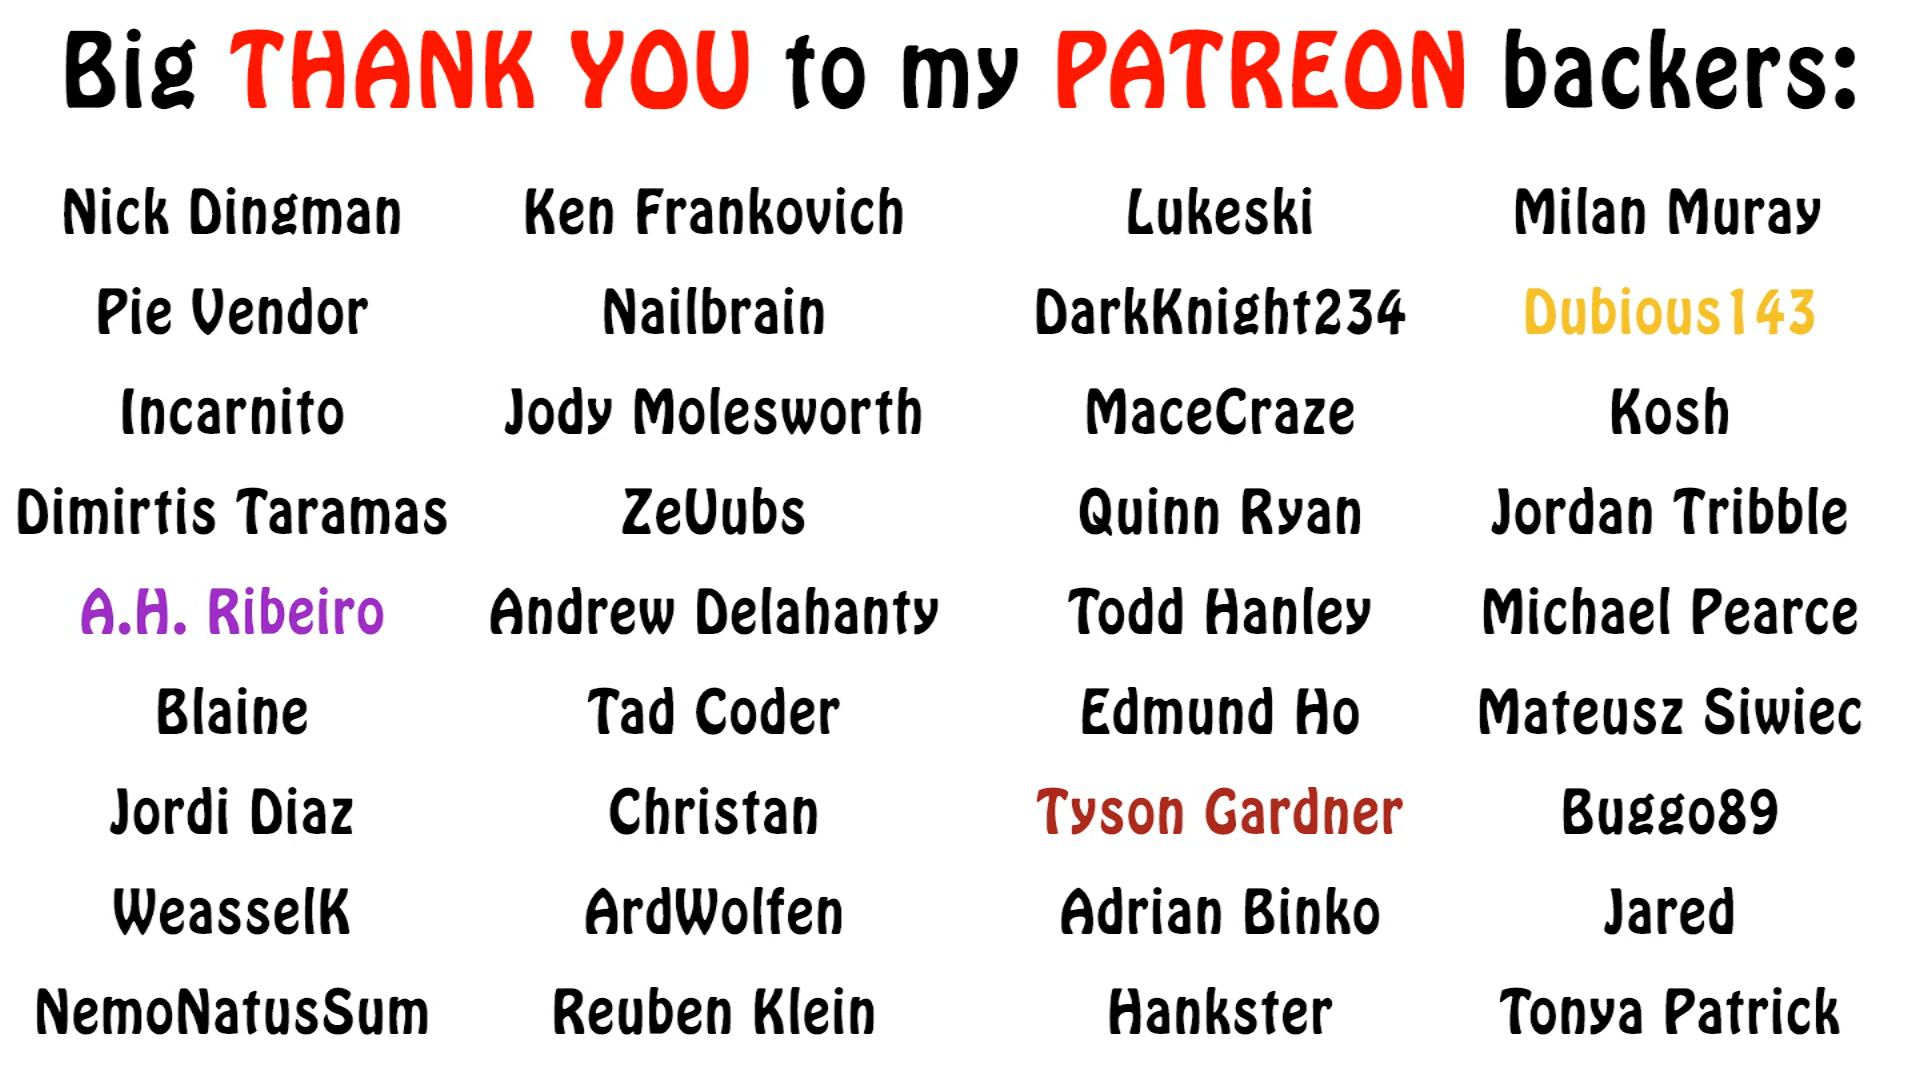 Big THANK YOU to my PATREON backers:
Nick Dingman Ken Frankovich Lukeski Milan Muray
Pie Vendor Nailbrain DarkKnight234 Dubious143
Incarnito Jody Molesworth MaceCraze Kosh
Dimirtis Taramas ZeUubs Quinn Ryan Jordan Tribble
A.H. Ribeiro Andrew Delahanty Todd Hanley Michael Pearce
Blaine Tad Coder Edmund Ho Mateusz Siwiec
Jordi Diaz Christan Tyson Gardner Buggo89
WeasselK ArdWolfen Adrian Binko Jared
NemoNatusSum Reuben Klein Hankster Tonya Patrick